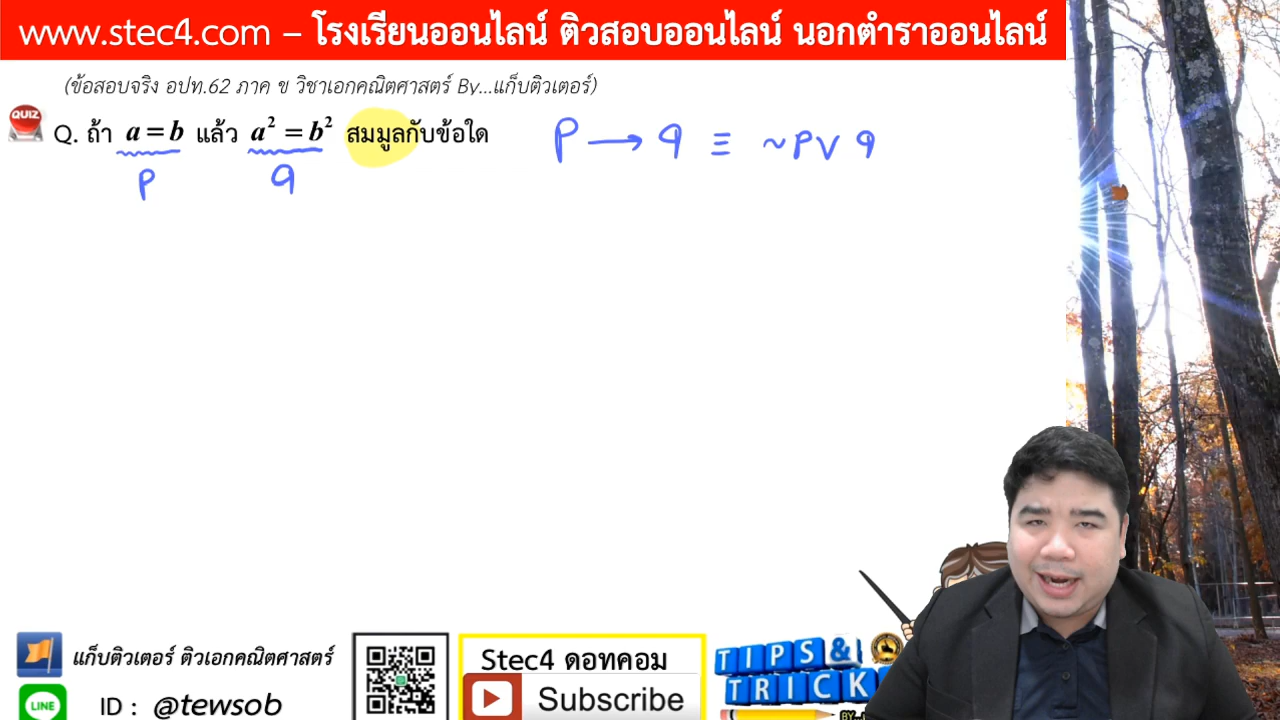 www.stec4.com – โรงเรียนออนไลน์ ติวสอบออนไลน์ นอกตำราออนไลน์
(ข้อสอบจริง อปท.62 ภาค ข วิชาเอกคณิตศาสตร์ By...แก็บติวเตอร์)
QUIZ
Q. ถ้า a = b แล้ว a² = b² สมมูลกับข้อใด
P → q ≡ ~P∨q
P q
แก็บติวเตอร์ ติวเอกคณิตศาสตร์
LINE ID : @tewsob
Stec4 ดอทคอม
Subscribe
TIPS &
TRICK